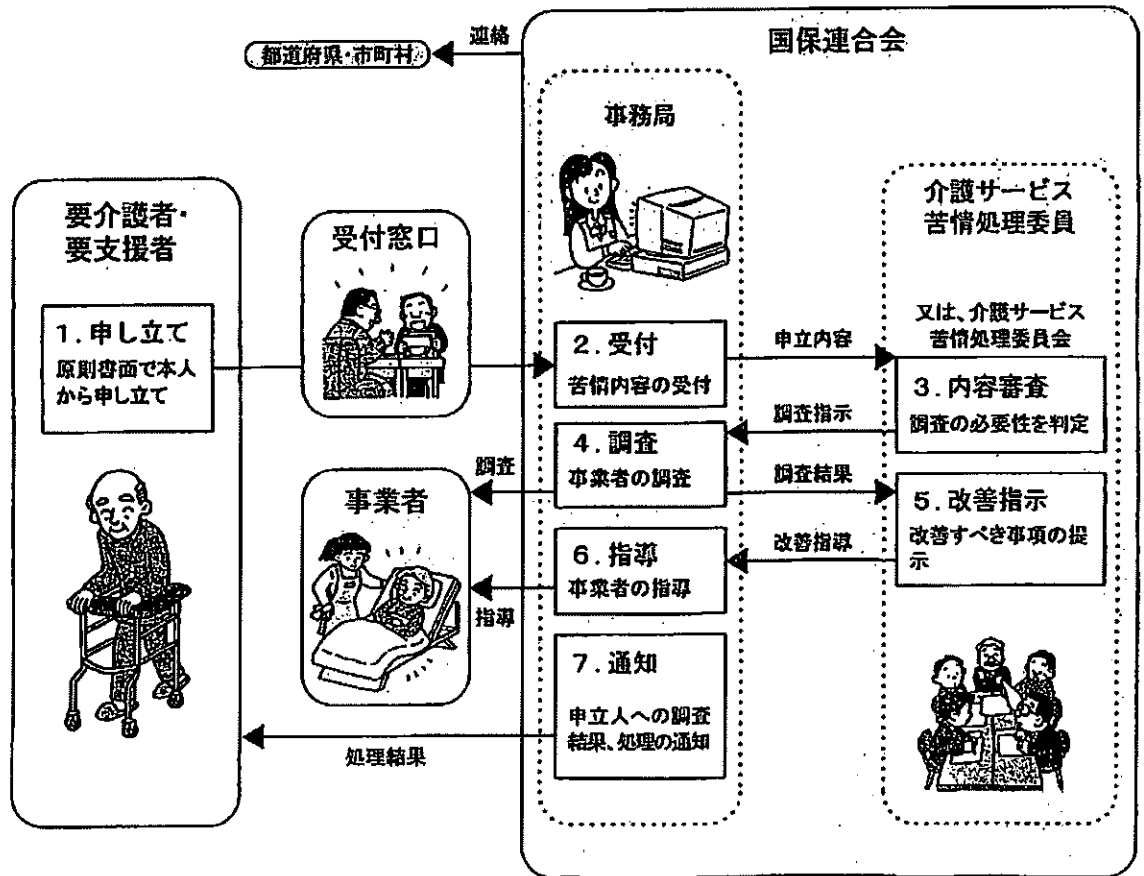 国保連合会
連絡
都道府県・市町村
事務局
介護サービス
苦情処理委員
又は、介護サービス
苦情処理委員会
要介護者・
要支援者
受付窓口
1.申し立て
原則書面で本人
から申し立て
2.受付
苦情内容の受付
申立内容
3.内容審査
調査の必要性を判定
調査指示
4.調査
事業者の調査
調査
事業者
調査結果
5.改善指示
改善すべき事項の提
示
改善指導
6.指導
事業者の指導
指導
7.通知
申立人への調査
結果、処理の通知
処理結果